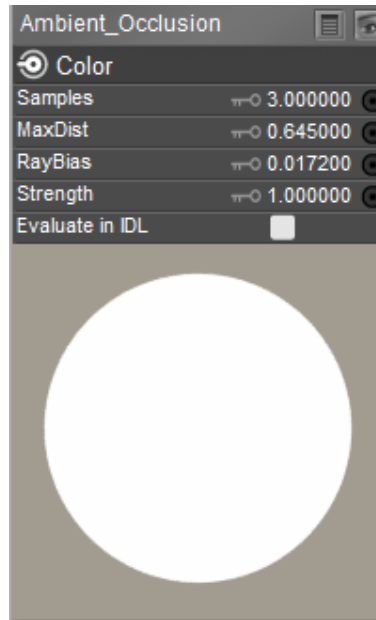 Ambient_Occlusion
Color
Samples 3.000000
MaxDist 0.645000
RayBias 0.017200
Strength 1.000000
Evaluate in IDL